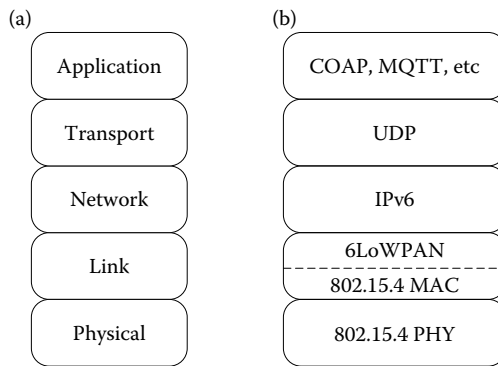 (a)
Application
Transport
Network
Link
Physical
(b)
COAP, MQTT, etc
UDP
IPv6
6LoWPAN
802.15.4 MAC
802.15.4 PHY